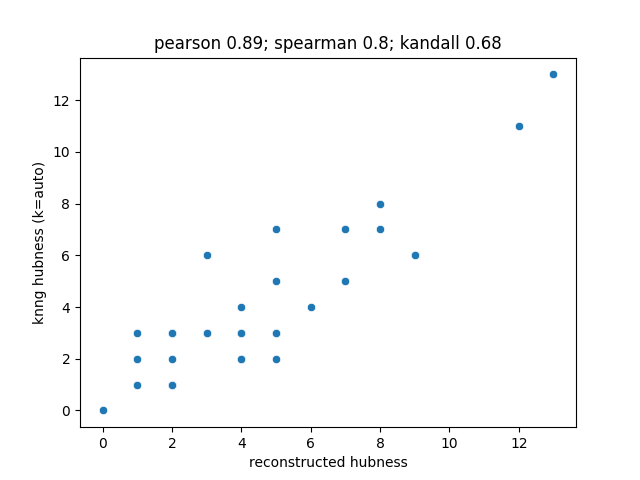 pearson 0.89; spearman 0.8; kandall 0.68
12
10
8
6
4
2
0
knng hubness (k=auto)
0 2 4 6 8 10 12
reconstructed hubness